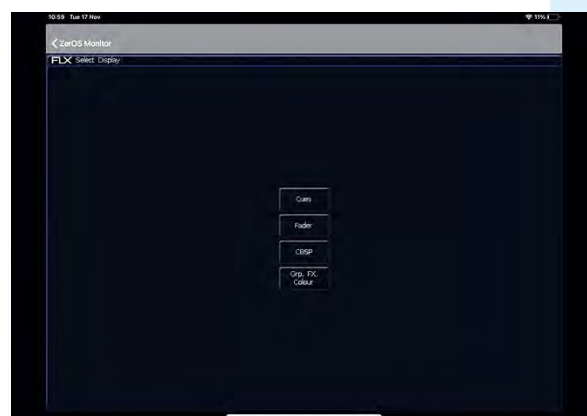 10:59 Tue 17 Nov
11%
ZerOS Monitor
FLX Select Display
Cues
Fader
CBSP
Grp, FX,
Colour